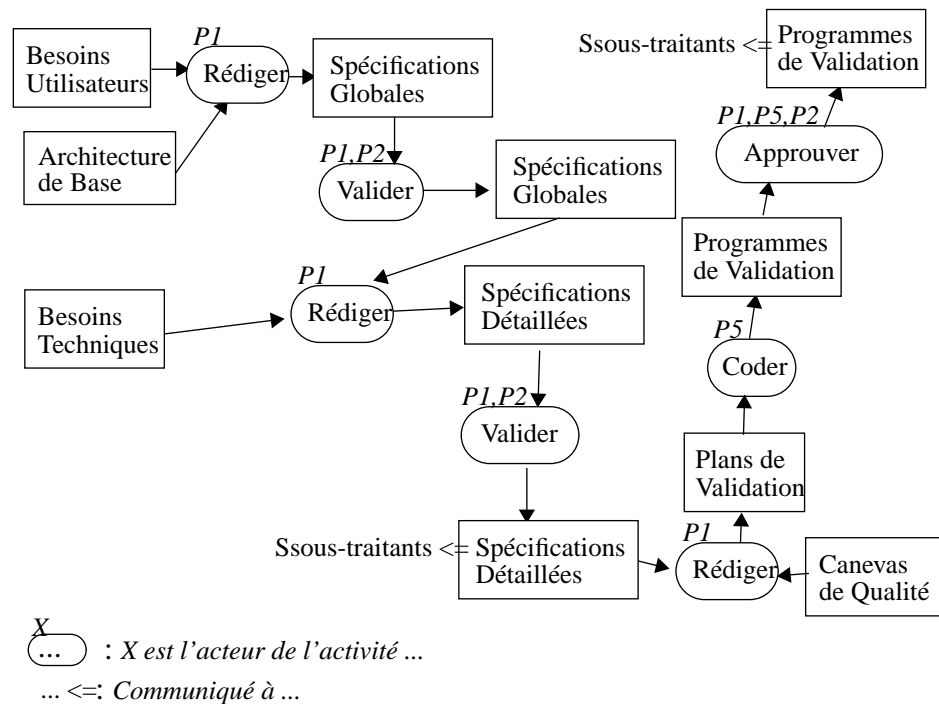 P1
Besoins
Utilisateurs
Rédiger
Spécifications
Globales
Architecture
de Base
P1,P2
Valider
Spécifications
Globales
P1
Rédiger
Besoins
Techniques
Spécifications
Détaillées
P1,P2
Valider
Ssous-traitants <= Spécifications
Détaillées
P1
Rédiger
Canevas
de Qualité
Plans de
Validation
P5
Coder
Programmes
de Validation
P1,P5,P2
Approuver
Ssous-traitants <= Programmes
de Validation
X
... : X est l'acteur de l'activité ...
... <=: Communiqué à ...